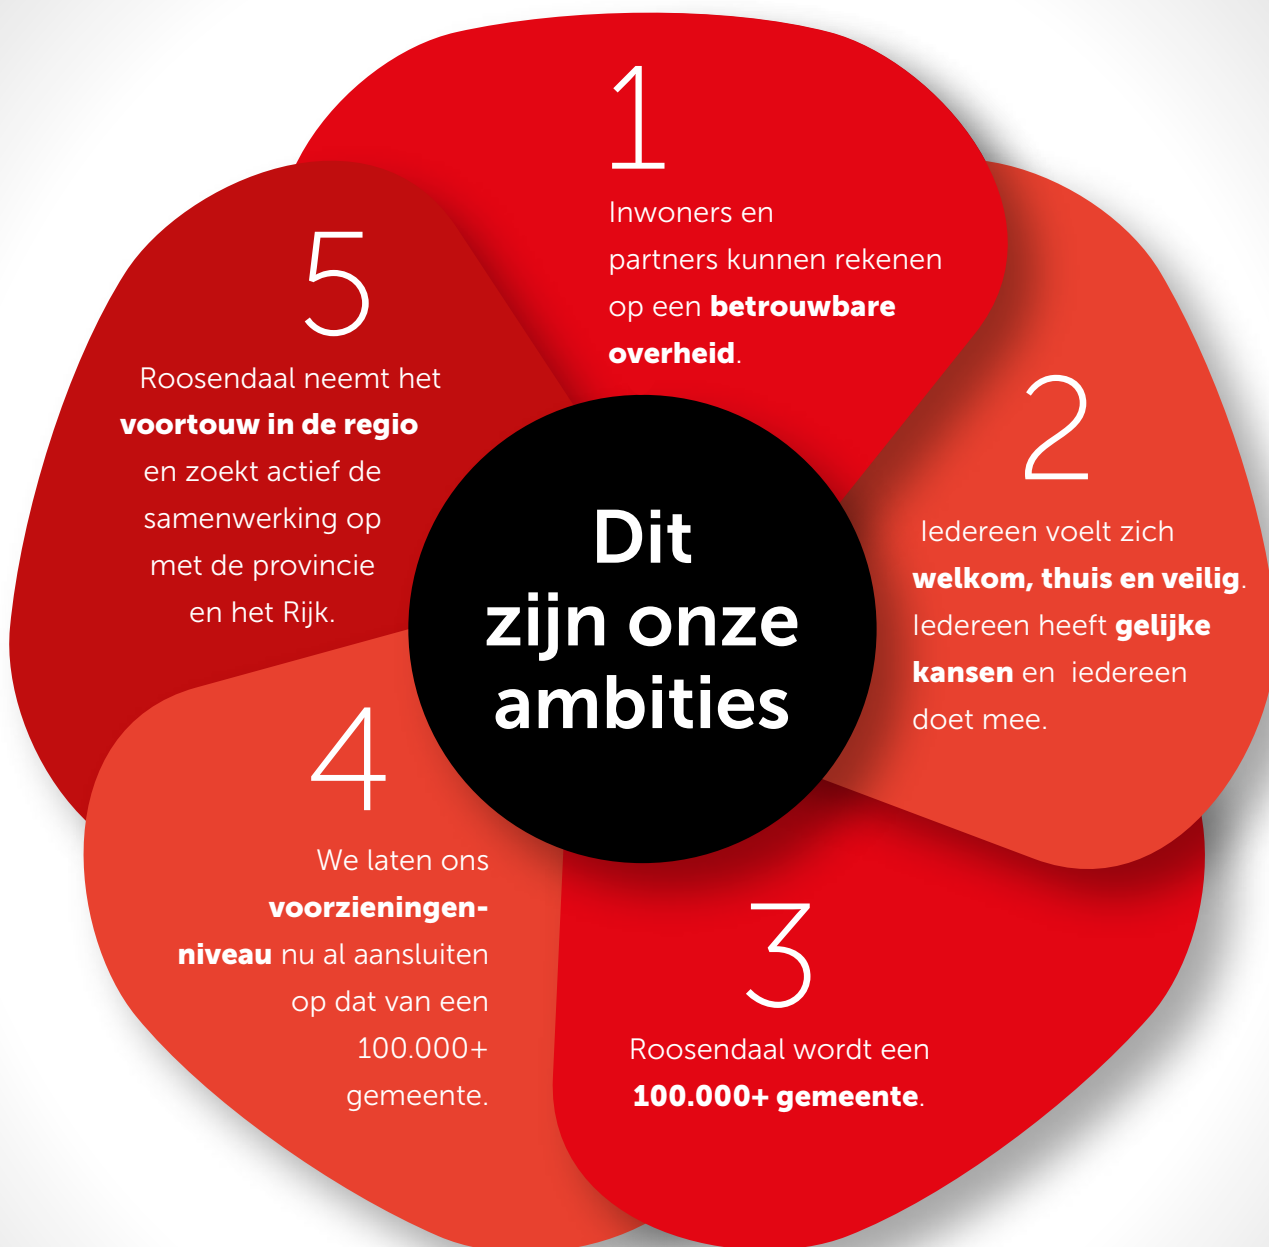 Dit
zijn onze
ambities
1
Inwoners en
partners kunnen rekenen
op een betrouwbare
overheid.
2
Iedereen voelt zich
welkom, thuis en veilig.
Iedereen heeft gelijke
kansen en iedereen
doet mee.
3
Roosendaal wordt een
100.000+ gemeente.
4
We laten ons
voorzieningen-
niveau nu al aansluiten
op dat van een
100.000+
gemeente.
5
Roosendaal neemt het
voortouw in de regio
en zoekt actief de
samenwerking op
met de provincie
en het Rijk.